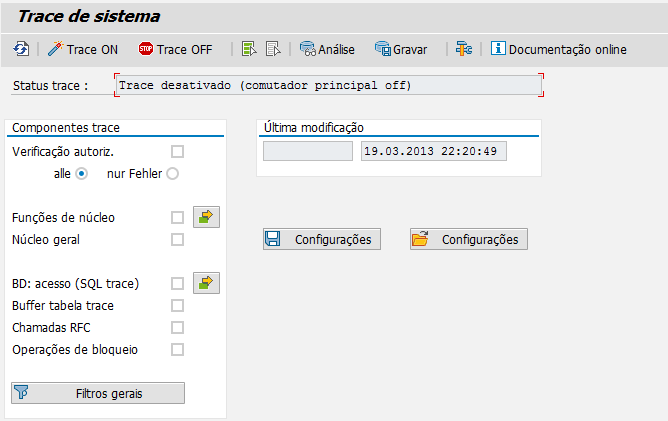 Trace de sistema
Trace ON STOP Trace OFF Análise Gravar Documentação online
Status trace : Trace desativado (comutador principal off)
Componentes trace
Verificação autoriz.
alle nur Fehler
Funções de núcleo
Núcleo geral
BD: acesso (SQL trace)
Buffer tabela trace
Chamadas RFC
Operações de bloqueio
Filtros gerais
Última modificação
19.03.2013 22:20:49
Configurações Configurações